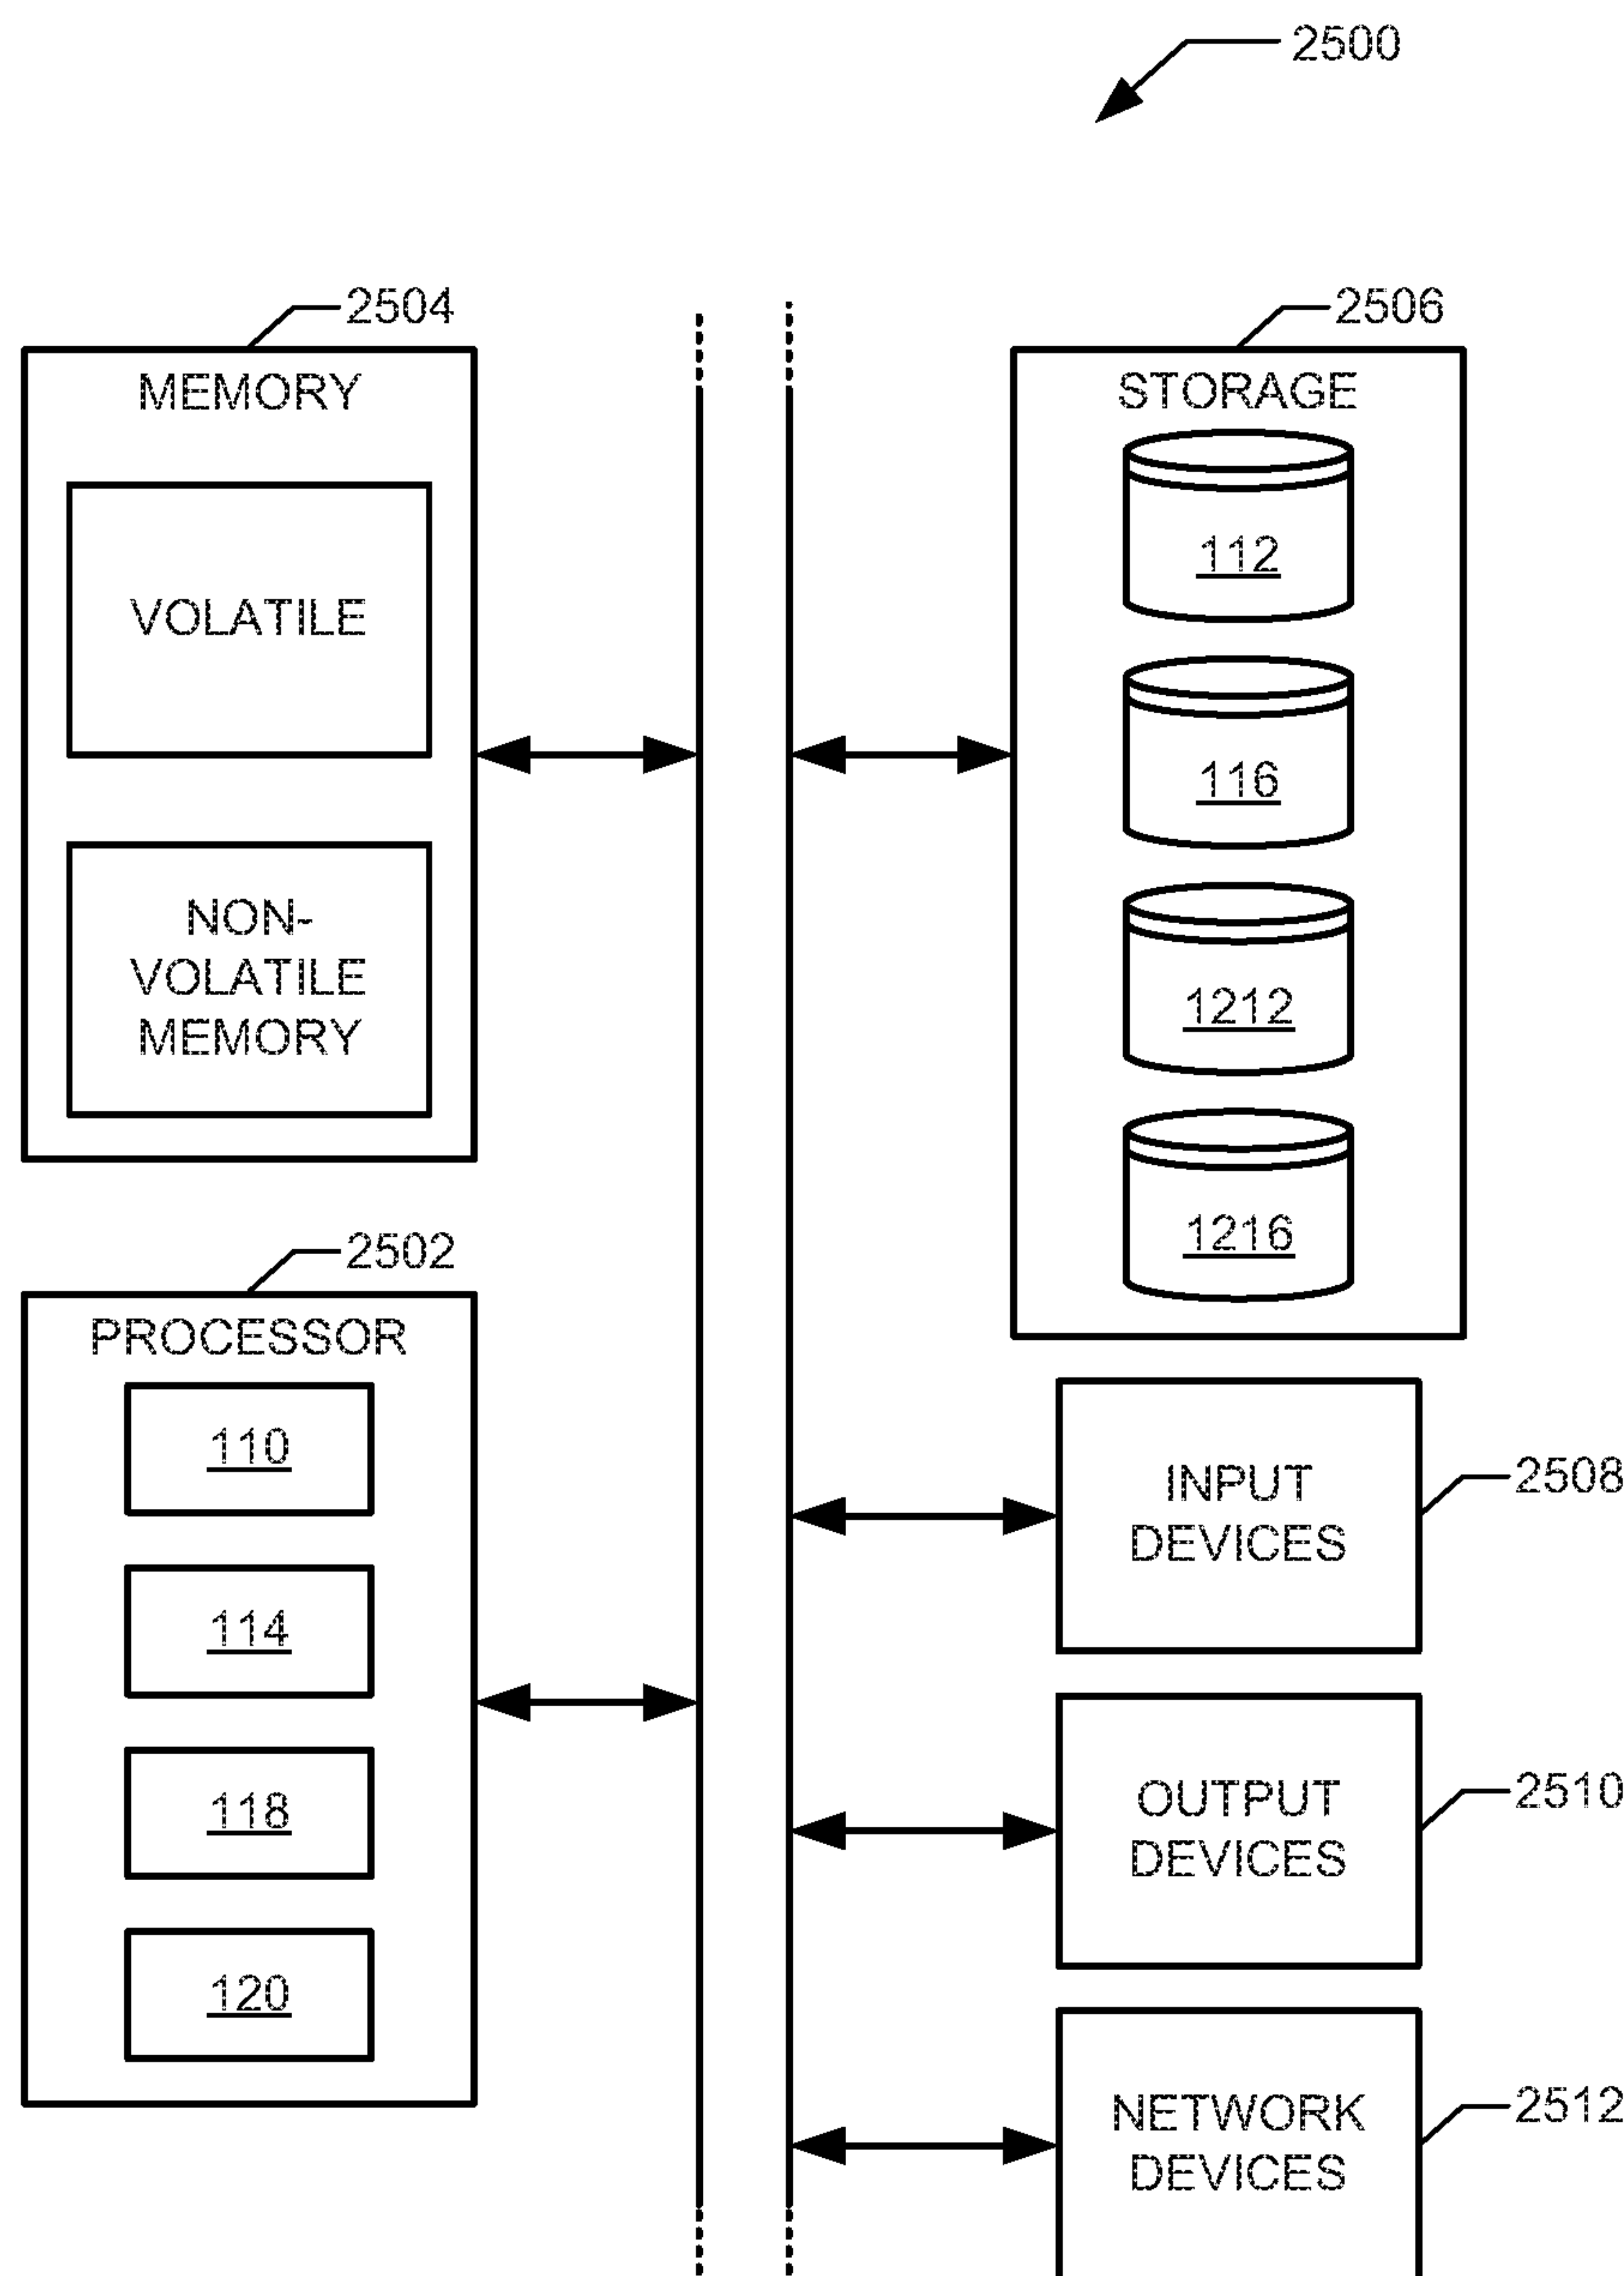 2500
2504
MEMORY
VOLATILE
NON-
VOLATILE
MEMORY
2502
PROCESSOR
110
114
118
120
2506
STORAGE
112
116
1212
1216
INPUT
DEVICES
2508
OUTPUT
DEVICES
2510
NETWORK
DEVICES
2512